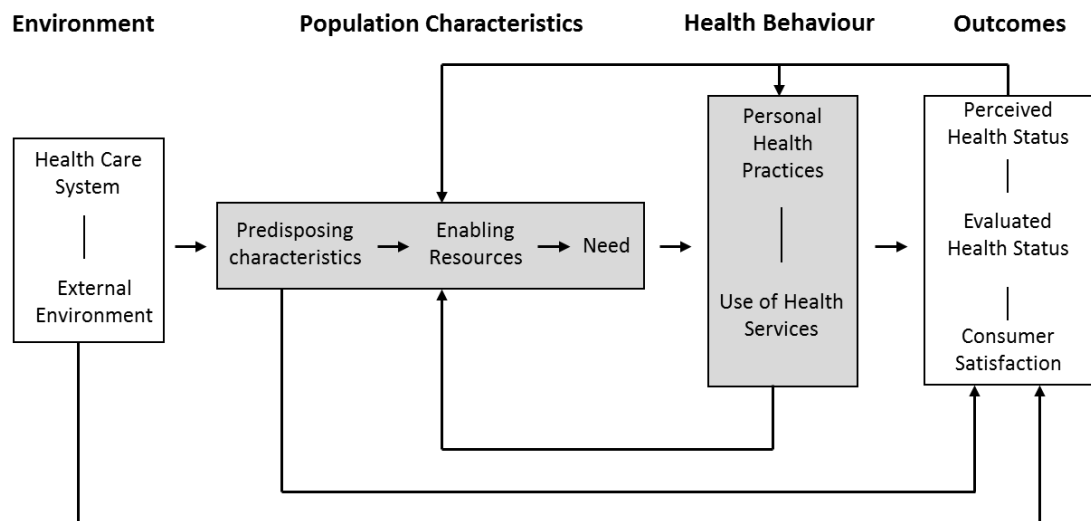 Environment
Population Characteristics
Health Behaviour
Outcomes
Health Care
System
External
Environment
Predisposing
characteristics
Enabling
Resources
Need
Personal
Health
Practices
Use of Health
Services
Perceived
Health Status
Evaluated
Health Status
Consumer
Satisfaction